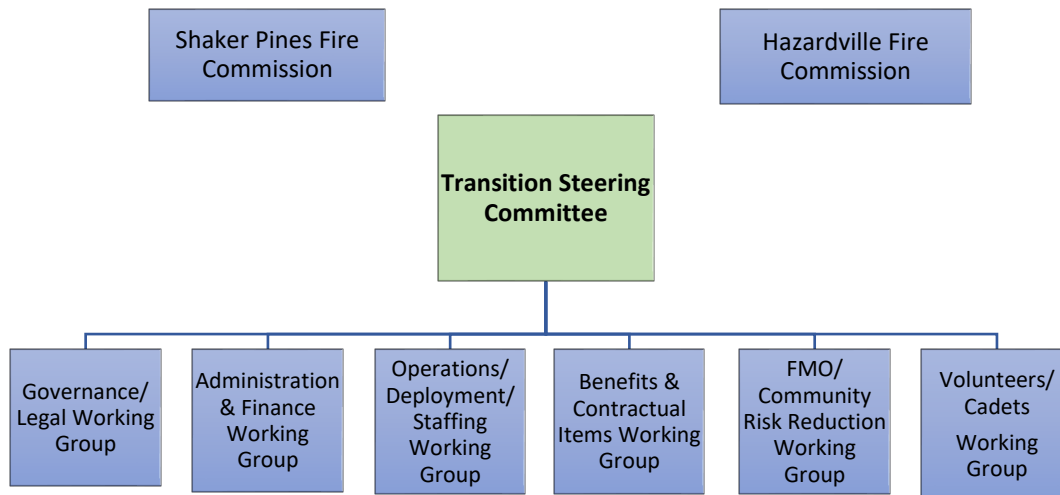 Shaker Pines Fire
Commission
Hazardville Fire
Commission
Transition Steering
Committee
Governance/
Legal Working
Group
Administration
& Finance
Working
Group
Operations/
Deployment/
Staffing
Working
Group
Benefits &
Contractual
Items Working
Group
FMO/
Community
Risk Reduction
Working
Group
Volunteers/
Cadets
Working
Group